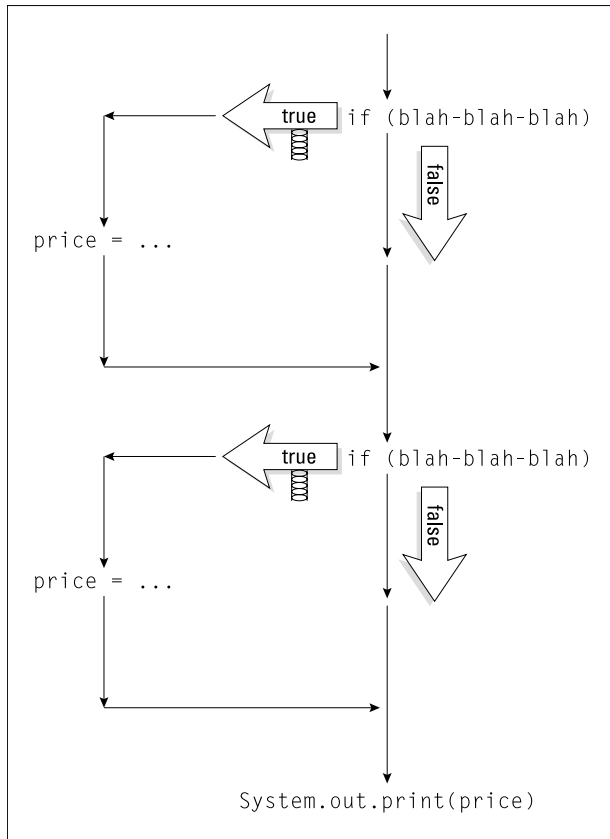 true if (blah-blah-blah)
false
price = ...
true if (blah-blah-blah)
false
price = ...
System.out.print(price)